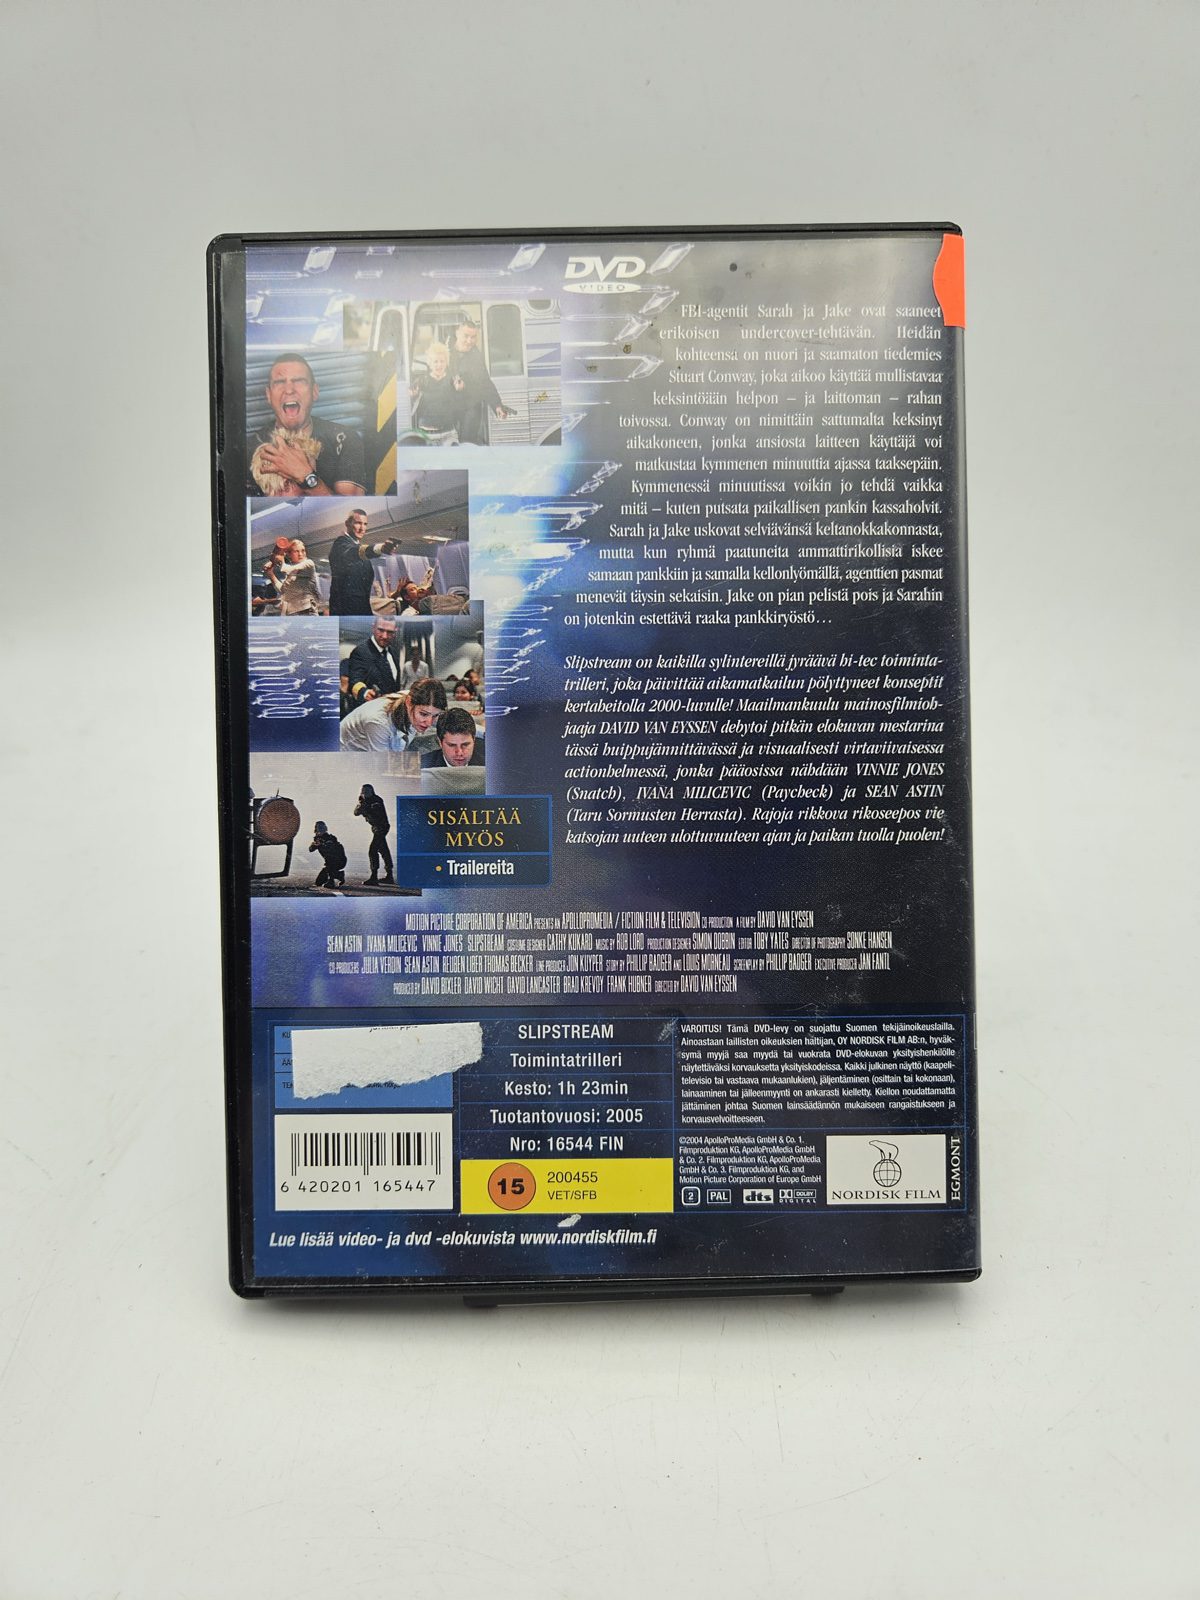 DVD
VIDEO
FBI-agentit Sarah ja Jake ovat saaneet
erikoisen undercover-tehtävän. Heidän
kohteensa on nuori ja saamaton tiedemies
Stuart Conway, joka aikoo käyttää mullistavaa
keksintöään helpon – ja laittoman – rahan
toivossa. Conway on nimittäin sattumalta keksinyt
aikakoneen, jonka ansiosta laitteen käyttäjä voi
matkustaa kymmenen minuuttia ajassa taaksepäin.
Kymmenessä minuutissa voikin jo tehdä vaikka
mitä – kuten putsata paikallisen pankin kassaholvit.
Sarah ja Jake uskovat selviävänsä keltanokkakonnasta,
mutta kun ryhmä paatuneita ammattirikollisia iskee
samaan pankkiin ja samalla kellonlyömällä, agenttien pasmat
menevät täysin sekaisin. Jake on pian pelistä pois ja Sarahin
on jotenkin estettävä raaka pankkiryöstö…
Slipstream on kaikilla sylintereillä jyräävä hi-tec toiminta-
trilleri, joka päivittää aikamatkailun pölyttyneet konseptit
kertaheitolla 2000-luvulle! Maailmankuulu mainosfilmioh-
jaaja DAVID VAN EYSSEN debytoi pitkän elokuvan mestarina
tässä huippujännittävässä ja visuaalisesti virtaviivaisessa
actionhelmessä, jonka pääosissa nähdään VINNIE JONES
(Snatch), IVANA MILICEVIC (Paycheck) ja SEAN ASTIN
(Taru Sormusten Herrasta). Rajoja rikkova rikoseepos vie
katsojan uuteen ulottuvuuteen ajan ja paikan tuolla puolen!
SISÄLTÄÄ
MYÖS
• Trailereita
MOTION PICTURE CORPORATION OF AMERICA PRESENTS AN APOLLOPROMEDIA / FICTION FILM & TELEVISION CO PRODUCTION A FILM BY DAVID VAN EYSSEN
SEAN ASTIN IVANA MILICEVIC VINNIE JONES SLIPSTREAM COSTUME DESIGNER CATHY KUKARD MUSIC BY ROB LORD PRODUCTION DESIGNER SIMON DOBBIN EDITOR TOBY YATES DIRECTOR OF PHOTOGRAPHY SONKE HANSEN
CO PRODUCERS JULIA VERDIN SEAN ASTIN REUBEN LIBER THOMAS BECKER LINE PRODUCER JON KUYPER STORY BY PHILLIP BADGER AND LOUIS MORNEAU SCREENPLAY BY PHILLIP BADGER EXECUTIVE PRODUCER JAN FANTL
PRODUCED BY DAVID BIXLER DAVID WICHT DAVID LANCASTER BRAD KREVOY FRANK HUBNER DIRECTED BY DAVID VAN EYSSEN
SLIPSTREAM
Toimintatrilleri
Kesto: 1h 23min
Tuotantovuosi: 2005
Nro: 16544 FIN
15
200455
VET/SFB
6 420201 165447
VAROITUS! Tämä DVD-levy on suojattu Suomen tekijäinoikeuslailla.
Ainoastaan laillisten oikeuksien haltijan, OY NORDISK FILM AB:n, hyväk-
symä myyjä saa myydä tai vuokrata DVD-elokuvan yksityishenkilölle
näytettäväksi korvauksetta yksityiskodeissa. Kaikki julkinen näyttö (kaapeli-
televisio tai vastaava mukaanlukien), jäljentäminen (osittain tai kokonaan),
lainaaminen tai jälleenmyynti on ankarasti kielletty. Kiellon noudattamatta
jättäminen johtaa Suomen lainsäädännön mukaiseen rangaistukseen ja
korvausvelvoitteeseen.
©2004 ApolloProMedia GmbH & Co. 1.
Filmproduktion KG, ApolloProMedia GmbH
& Co. 2. Filmproduktion KG, ApolloProMedia
GmbH & Co. 3. Filmproduktion KG, and
Motion Picture Corporation of Europe GmbH
2 PAL dts DOLBY DIGITAL
NORDISK FILM
EGMONT
Lue lisää video- ja dvd -elokuvista www.nordiskfilm.fi